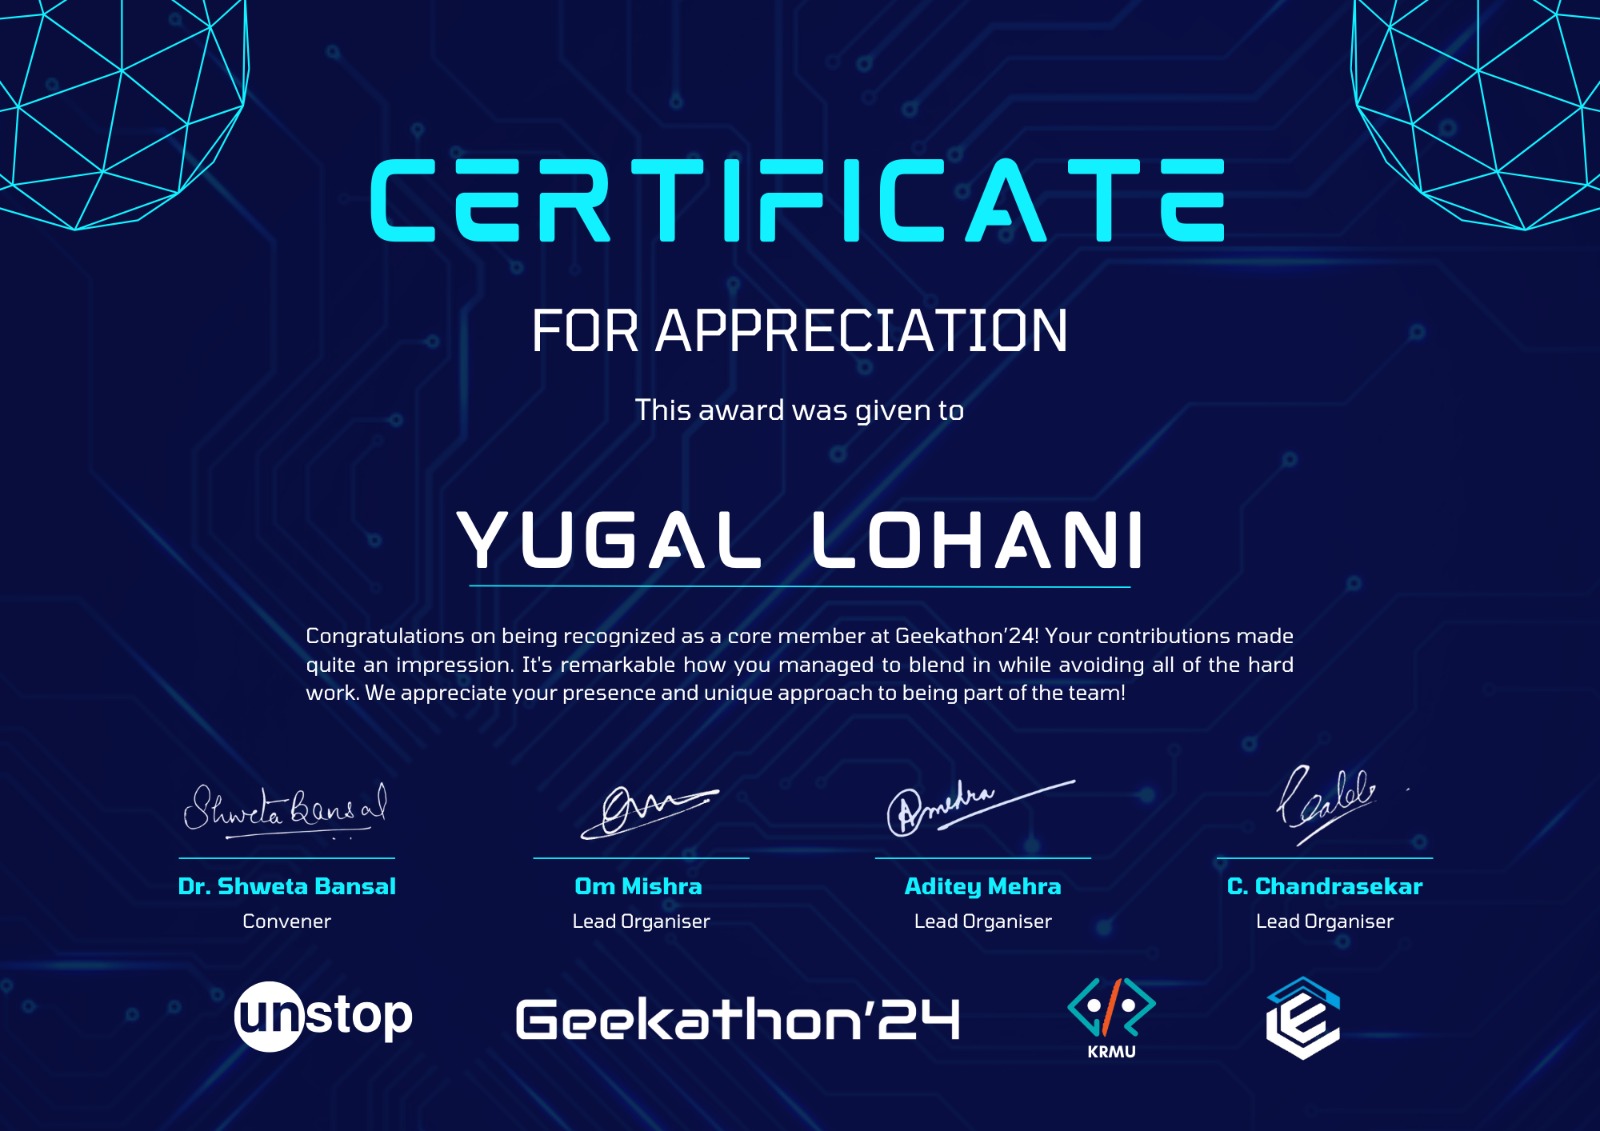 CERTIFICATE
FOR APPRECIATION
This award was given to
YUGAL LOHANI
Congratulations on being recognized as a core member at Geekathon'24! Your contributions made
quite an impression. It's remarkable how you managed to blend in while avoiding all of the hard
work. We appreciate your presence and unique approach to being part of the team!
Shweta Bansal
Om
Amehra
Dr. Shweta Bansal
Om Mishra
Aditey Mehra
C. Chandrasekar
Convener
Lead Organiser
Lead Organiser
Lead Organiser
unstop
Geekathon'24
KRMU